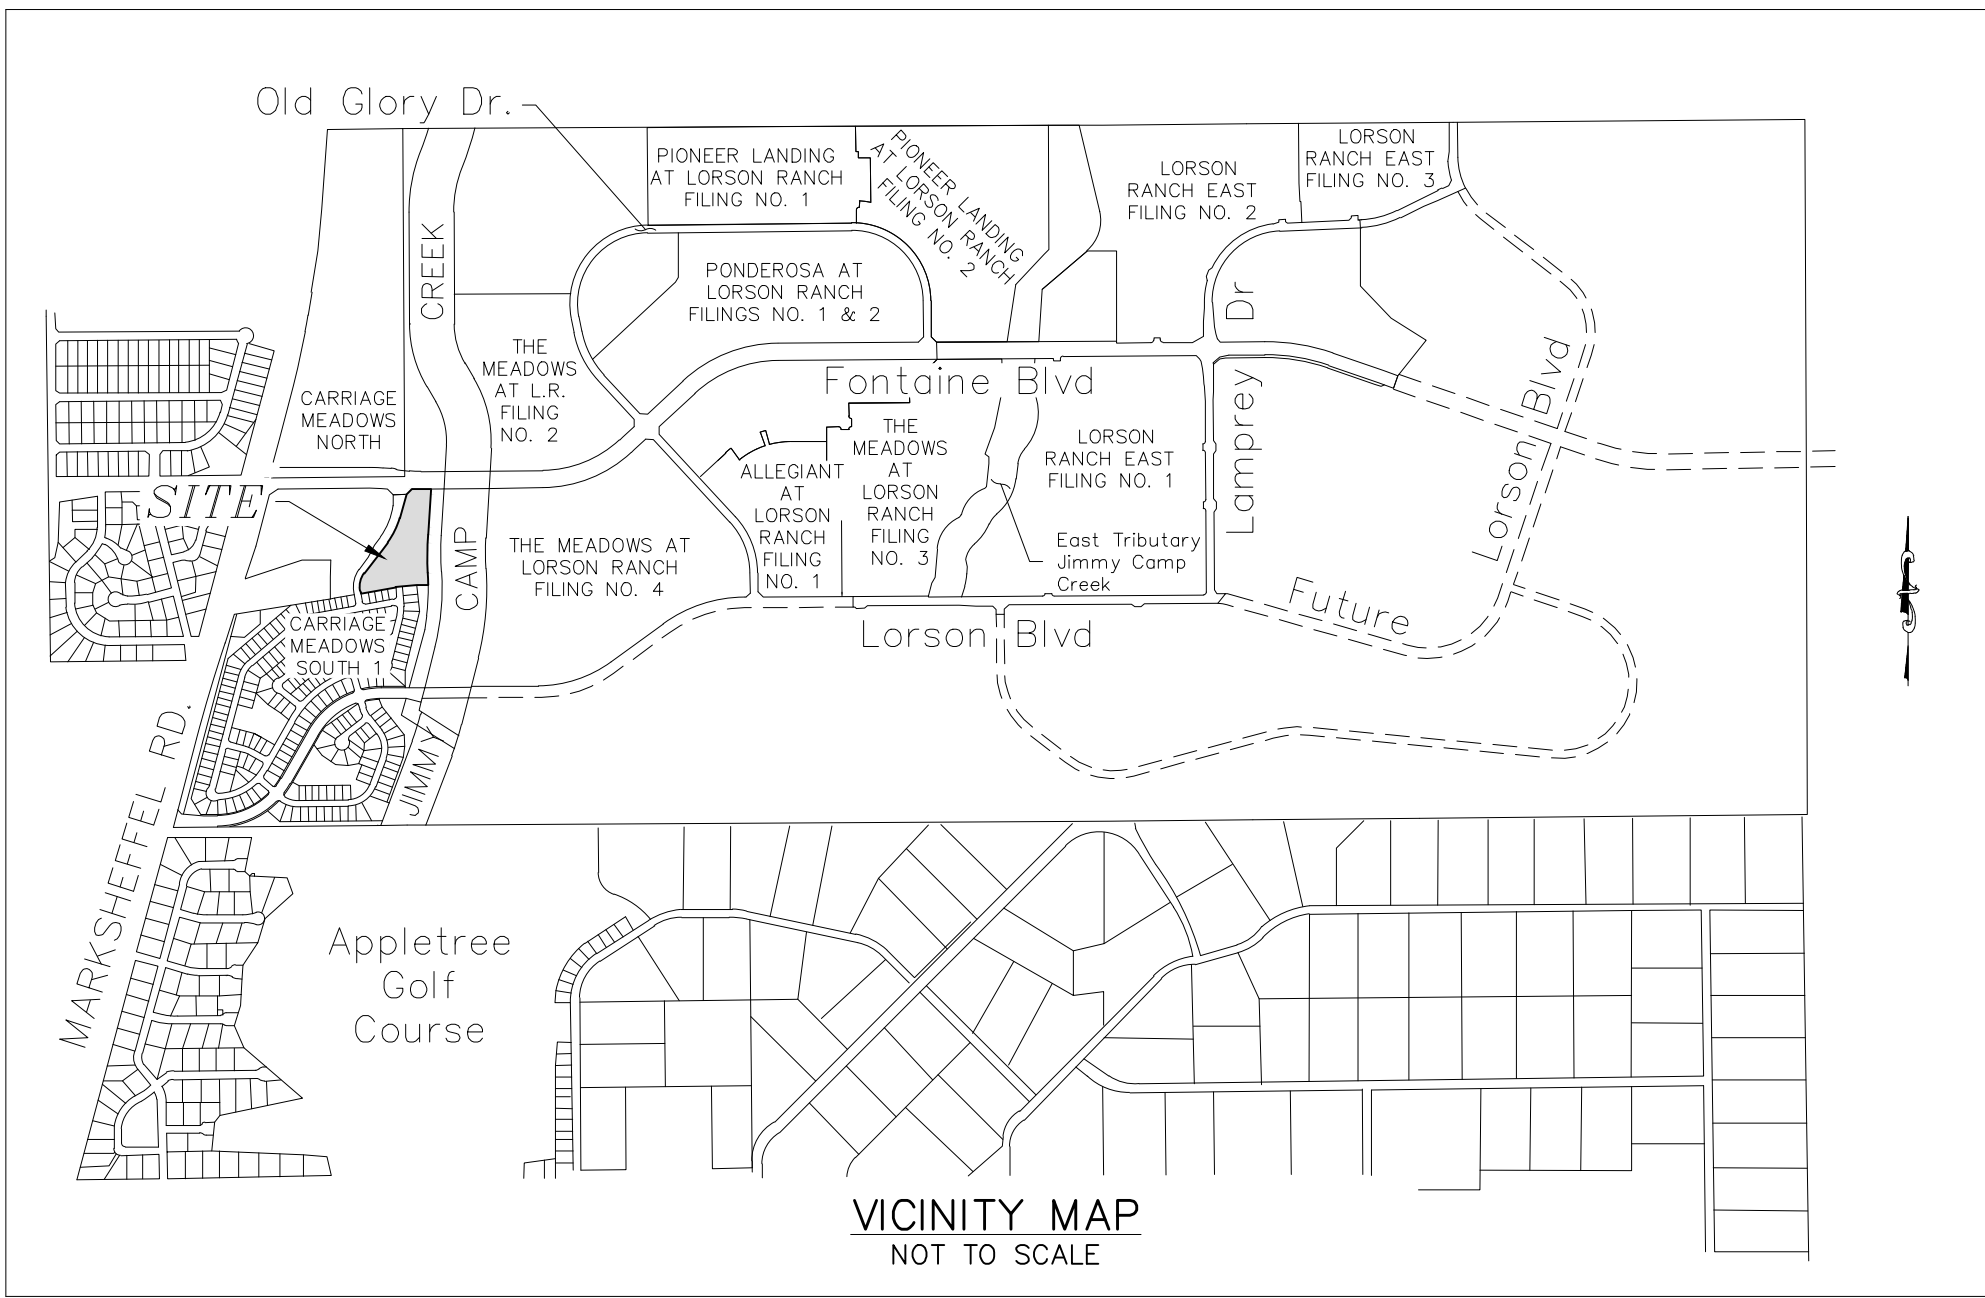 Old Glory Dr.
PIONEER LANDING
AT LORSON RANCH
FILING NO. 1
PIONEER LANDING
AT LORSON RANCH
FILING NO. 2
LORSON
RANCH EAST
FILING NO. 2
LORSON
RANCH EAST
FILING NO. 3
CREEK
PONDEROSA AT
LORSON RANCH
FILINGS NO. 1 & 2
Dr
Lorson Blvd
THE
MEADOWS
AT L.R.
FILING
NO. 2
Fontaine Blvd
Lamprey
CARRIAGE
MEADOWS
NORTH
THE
MEADOWS
AT
LORSON
RANCH
FILING
NO. 3
LORSON
RANCH EAST
FILING NO. 1
ALLEGIANT
AT
LORSON
RANCH
FILING
NO. 1
Lorson
SITE
CAMP
THE MEADOWS AT
LORSON RANCH
FILING NO. 4
East Tributary
Jimmy Camp
Creek
Future
CARRIAGE
MEADOWS
SOUTH 1
Lorson Blvd
JIMMY
MARKSHEFFEL RD.
Appletree
Golf
Course
VICINITY MAP
NOT TO SCALE